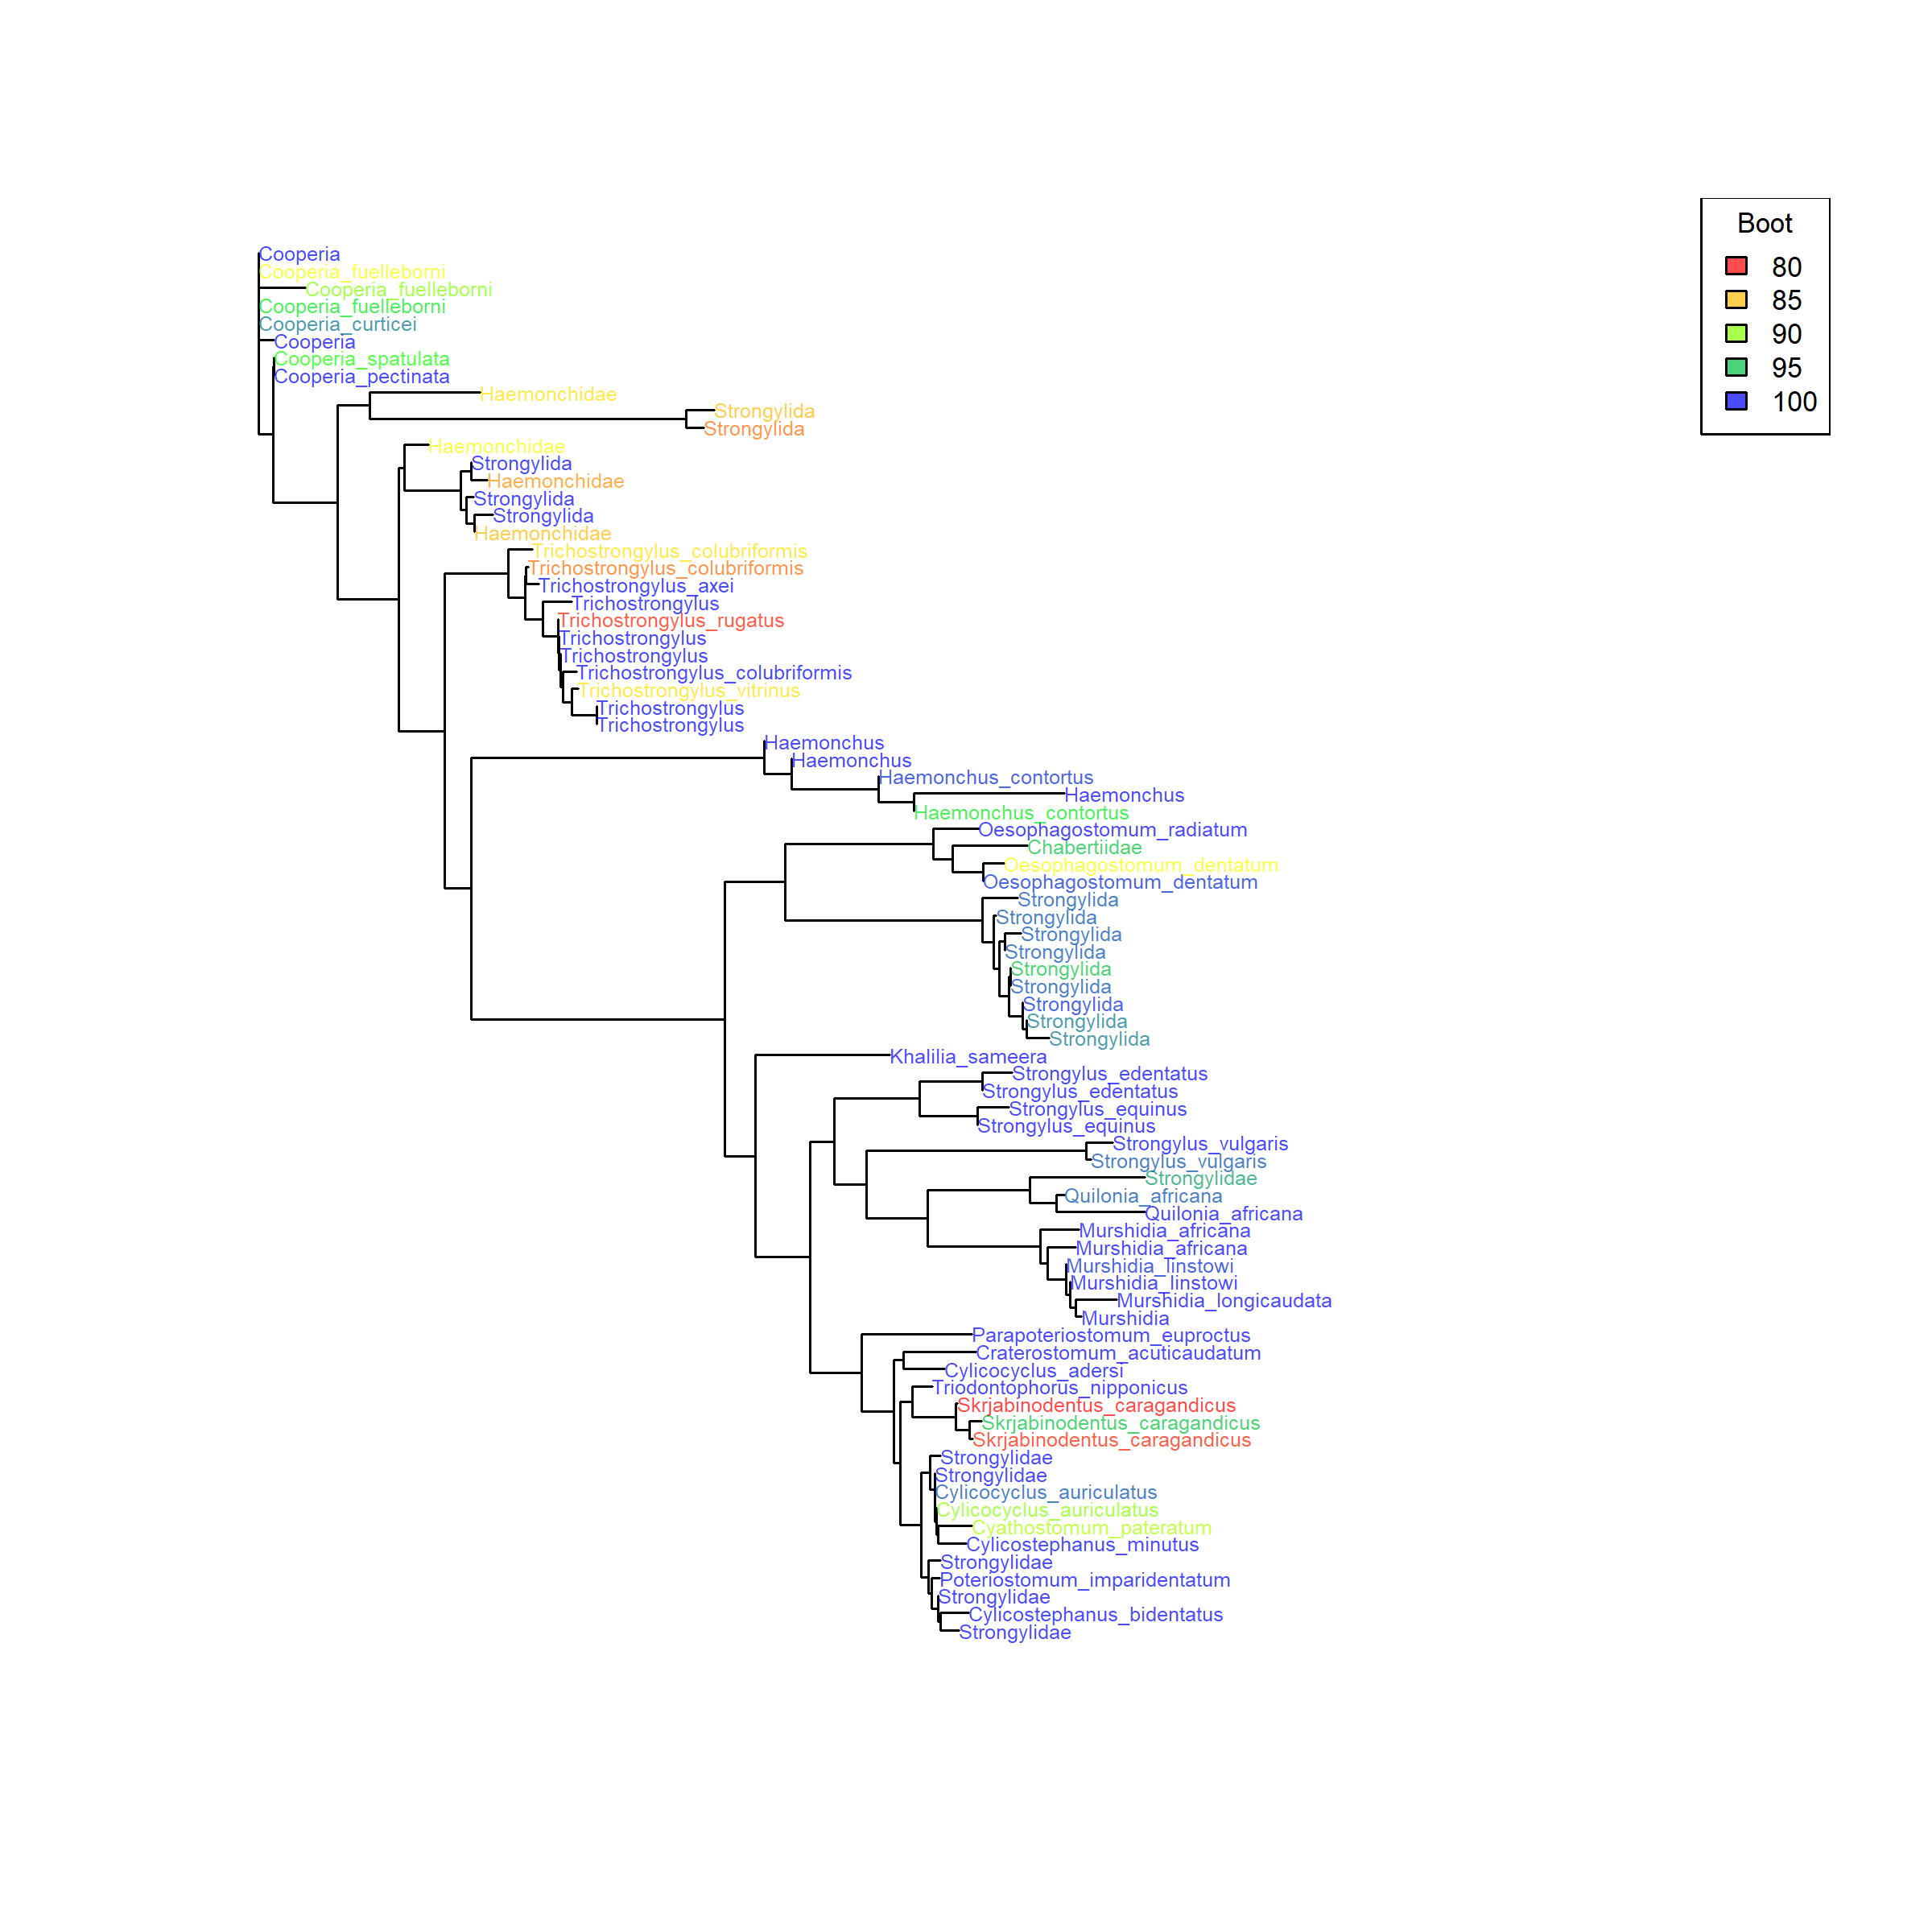 Boot
80
85
90
95
100
Cooperia
Cooperia_fuelleborni
Cooperia_fuelleborni
Cooperia_fuelleborni
Cooperia_curticei
Cooperia
Cooperia_spatulata
Cooperia_pectinata
Haemonchidae
Strongylida
Strongylida
Haemonchidae
Strongylida
Haemonchidae
Strongylida
Strongylida
Haemonchidae
Trichostrongylus_colubriformis
Trichostrongylus_colubriformis
Trichostrongylus_axei
Trichostrongylus
Trichostrongylus_rugatus
Trichostrongylus
Trichostrongylus
Trichostrongylus_colubriformis
Trichostrongylus_vitrinus
Trichostrongylus
Trichostrongylus
Haemonchus
Haemonchus
Haemonchus_contortus
Haemonchus
Haemonchus_contortus
Oesophagostomum_radiatum
Chabertiidae
Oesophagostomum_dentatum
Oesophagostomum_dentatum
Strongylida
Strongylida
Strongylida
Strongylida
Strongylida
Strongylida
Strongylida
Strongylida
Strongylida
Khalilia_sameera
Strongylus_edentatus
Strongylus_edentatus
Strongylus_equinus
Strongylus_equinus
Strongylus_vulgaris
Strongylus_vulgaris
Strongylidae
Quilonia_africana
Quilonia_africana
Murshidia_africana
Murshidia_africana
Murshidia_linstowi
Murshidia_linstowi
Murshidia_longicaudata
Murshidia
Parapoteriostomum_euproctus
Craterostomum_acuticaudatum
Cylicocyclus_adersi
Triodontophorus_nipponicus
Skrjabinodentus_caragandicus
Skrjabinodentus_caragandicus
Skrjabinodentus_caragandicus
Strongylidae
Strongylidae
Cylicocyclus_auriculatus
Cylicocyclus_auriculatus
Cyathostomum_pateratum
Cylicostephanus_minutus
Strongylidae
Poteriostomum_imparidentatum
Strongylidae
Cylicostephanus_bidentatus
Strongylidae